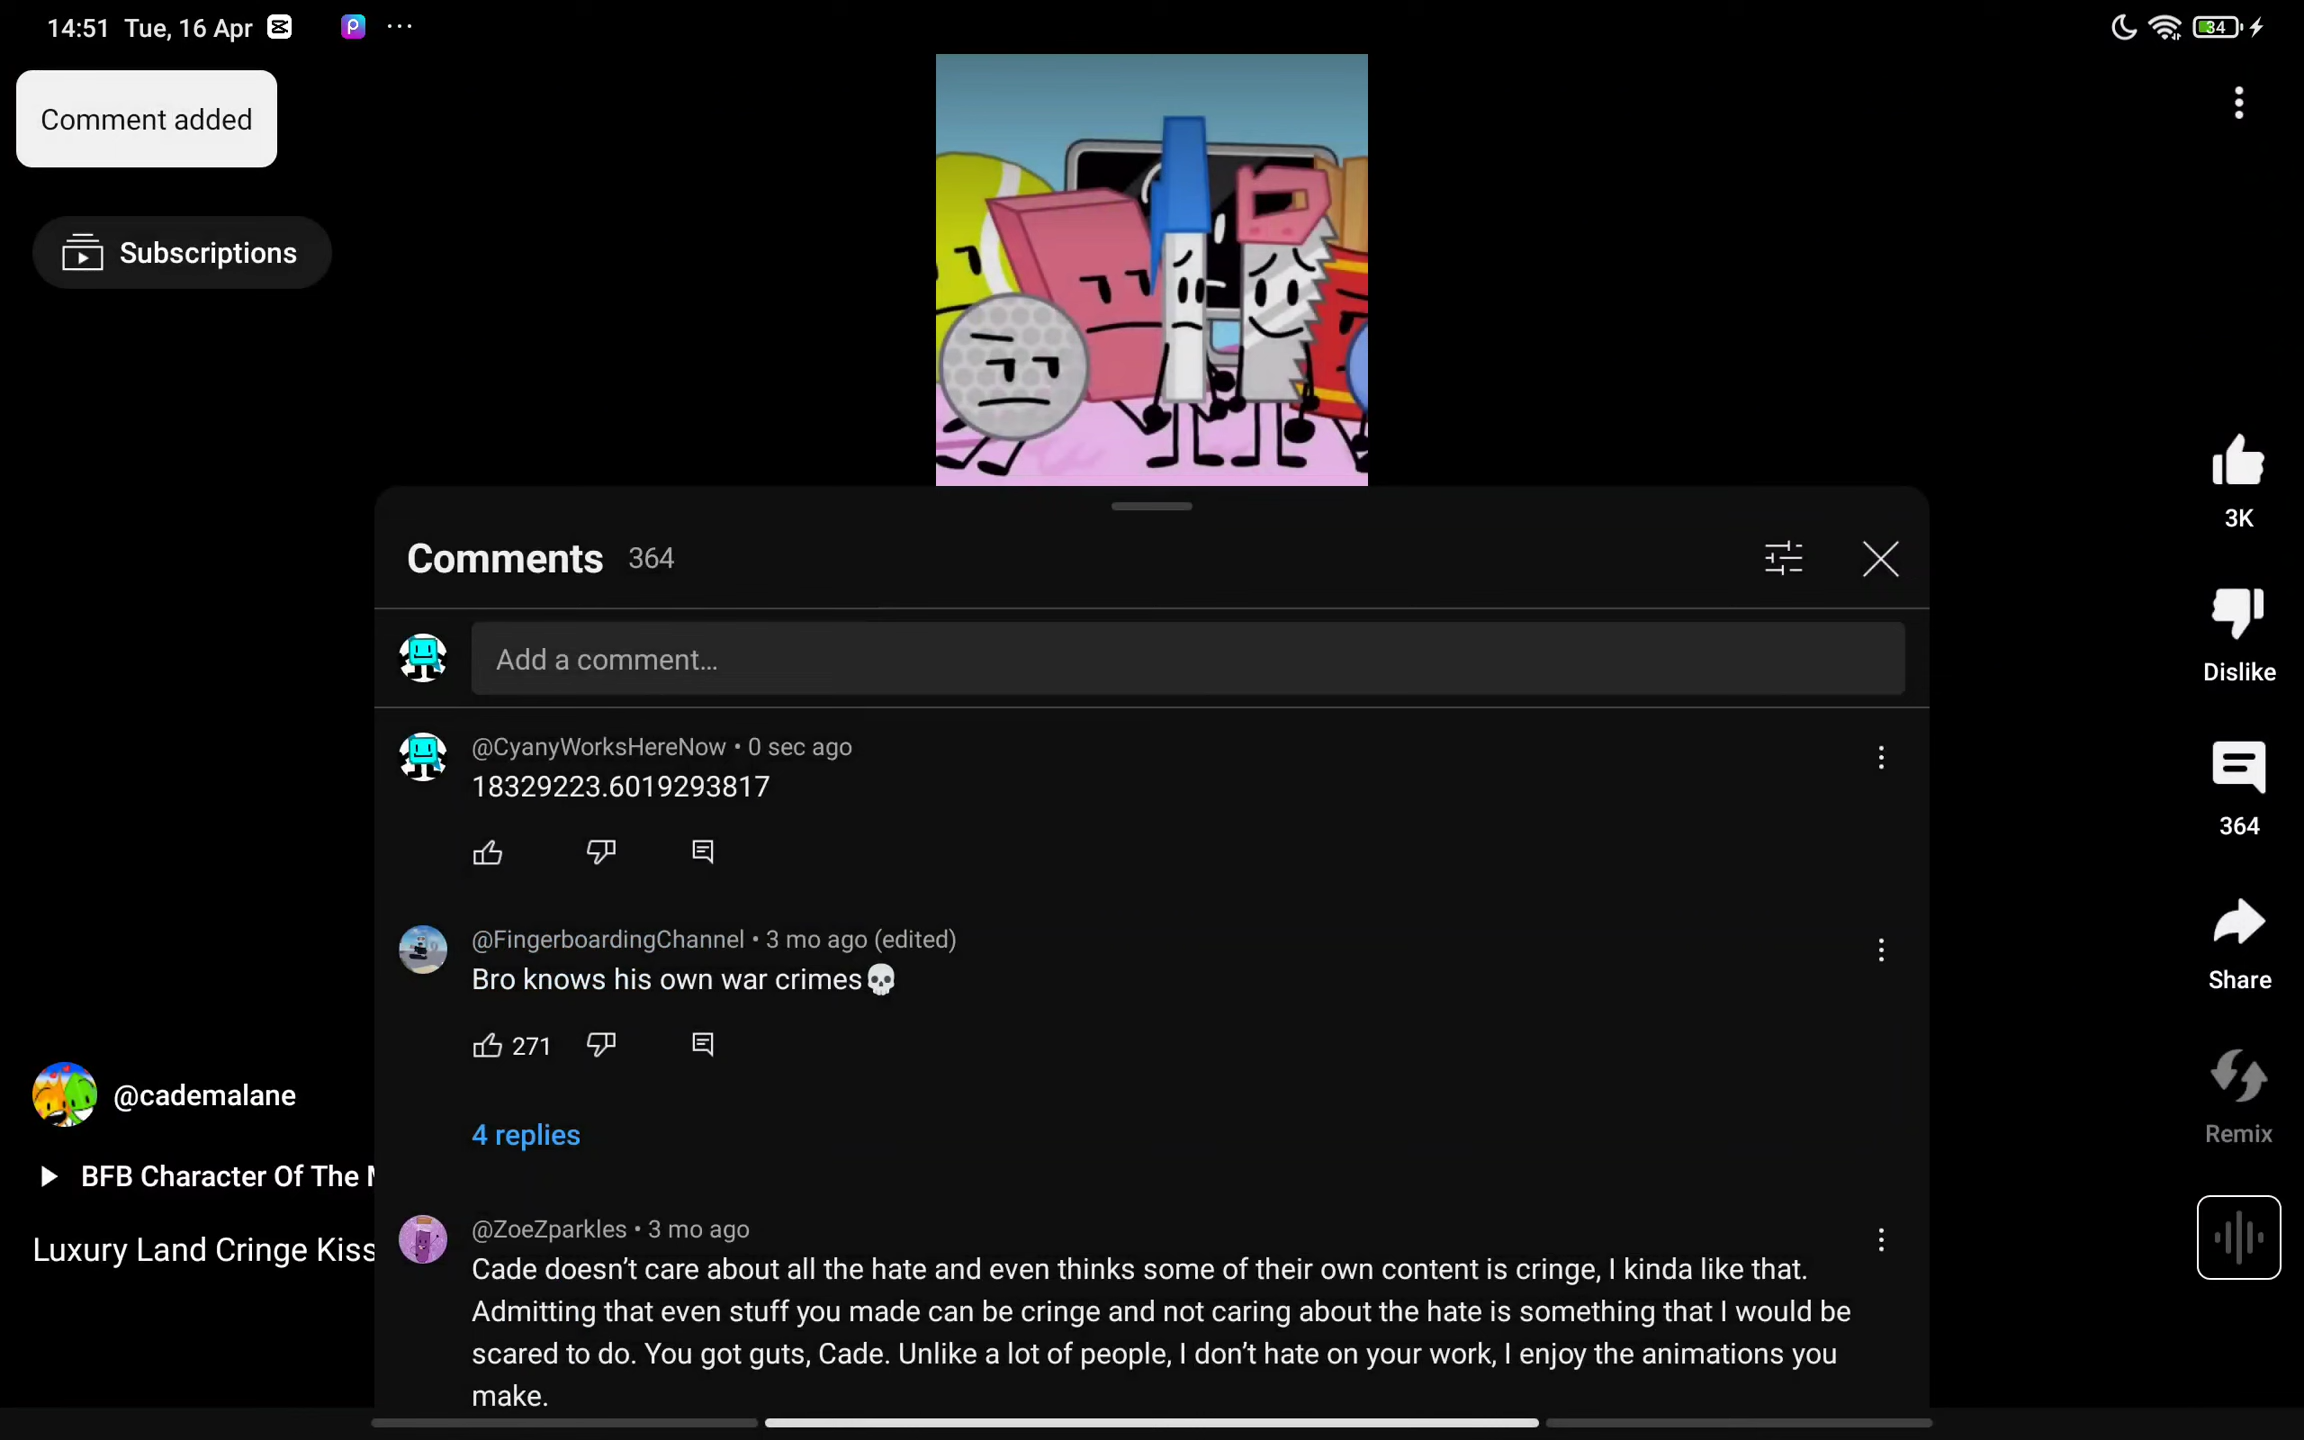 14:51 Tue, 16 Apr
34
Comment added
Subscriptions
3K
Comments 364
Dislike
Add a comment...
@CyanyWorksHereNow • 0 sec ago
18329223.6019293817
364
@FingerboardingChannel • 3 mo ago (edited)
Bro knows his own war crimes💀
Share
271
@cademalane
4 replies
Remix
BFB Character Of The M
Luxury Land Cringe Kiss
@ZoeZparkles • 3 mo ago
Cade doesn’t care about all the hate and even thinks some of their own content is cringe, I kinda like that.
Admitting that even stuff you made can be cringe and not caring about the hate is something that I would be
scared to do. You got guts, Cade. Unlike a lot of people, I don’t hate on your work, I enjoy the animations you
make.